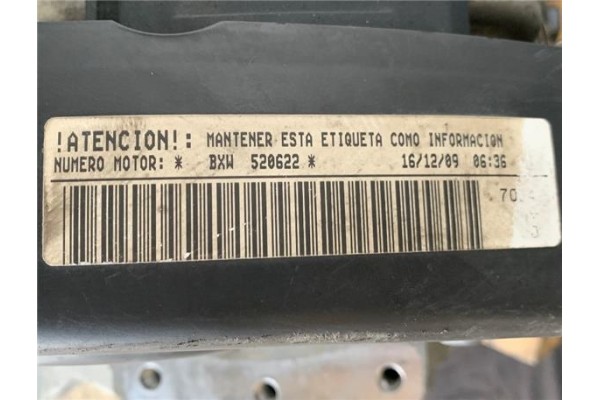 !ATENCION!: MANTENER ESTA ETIQUETA COMO INFORMACION
NUMERO MOTOR: * BXW 520622 * 16/12/09 06:36
.70